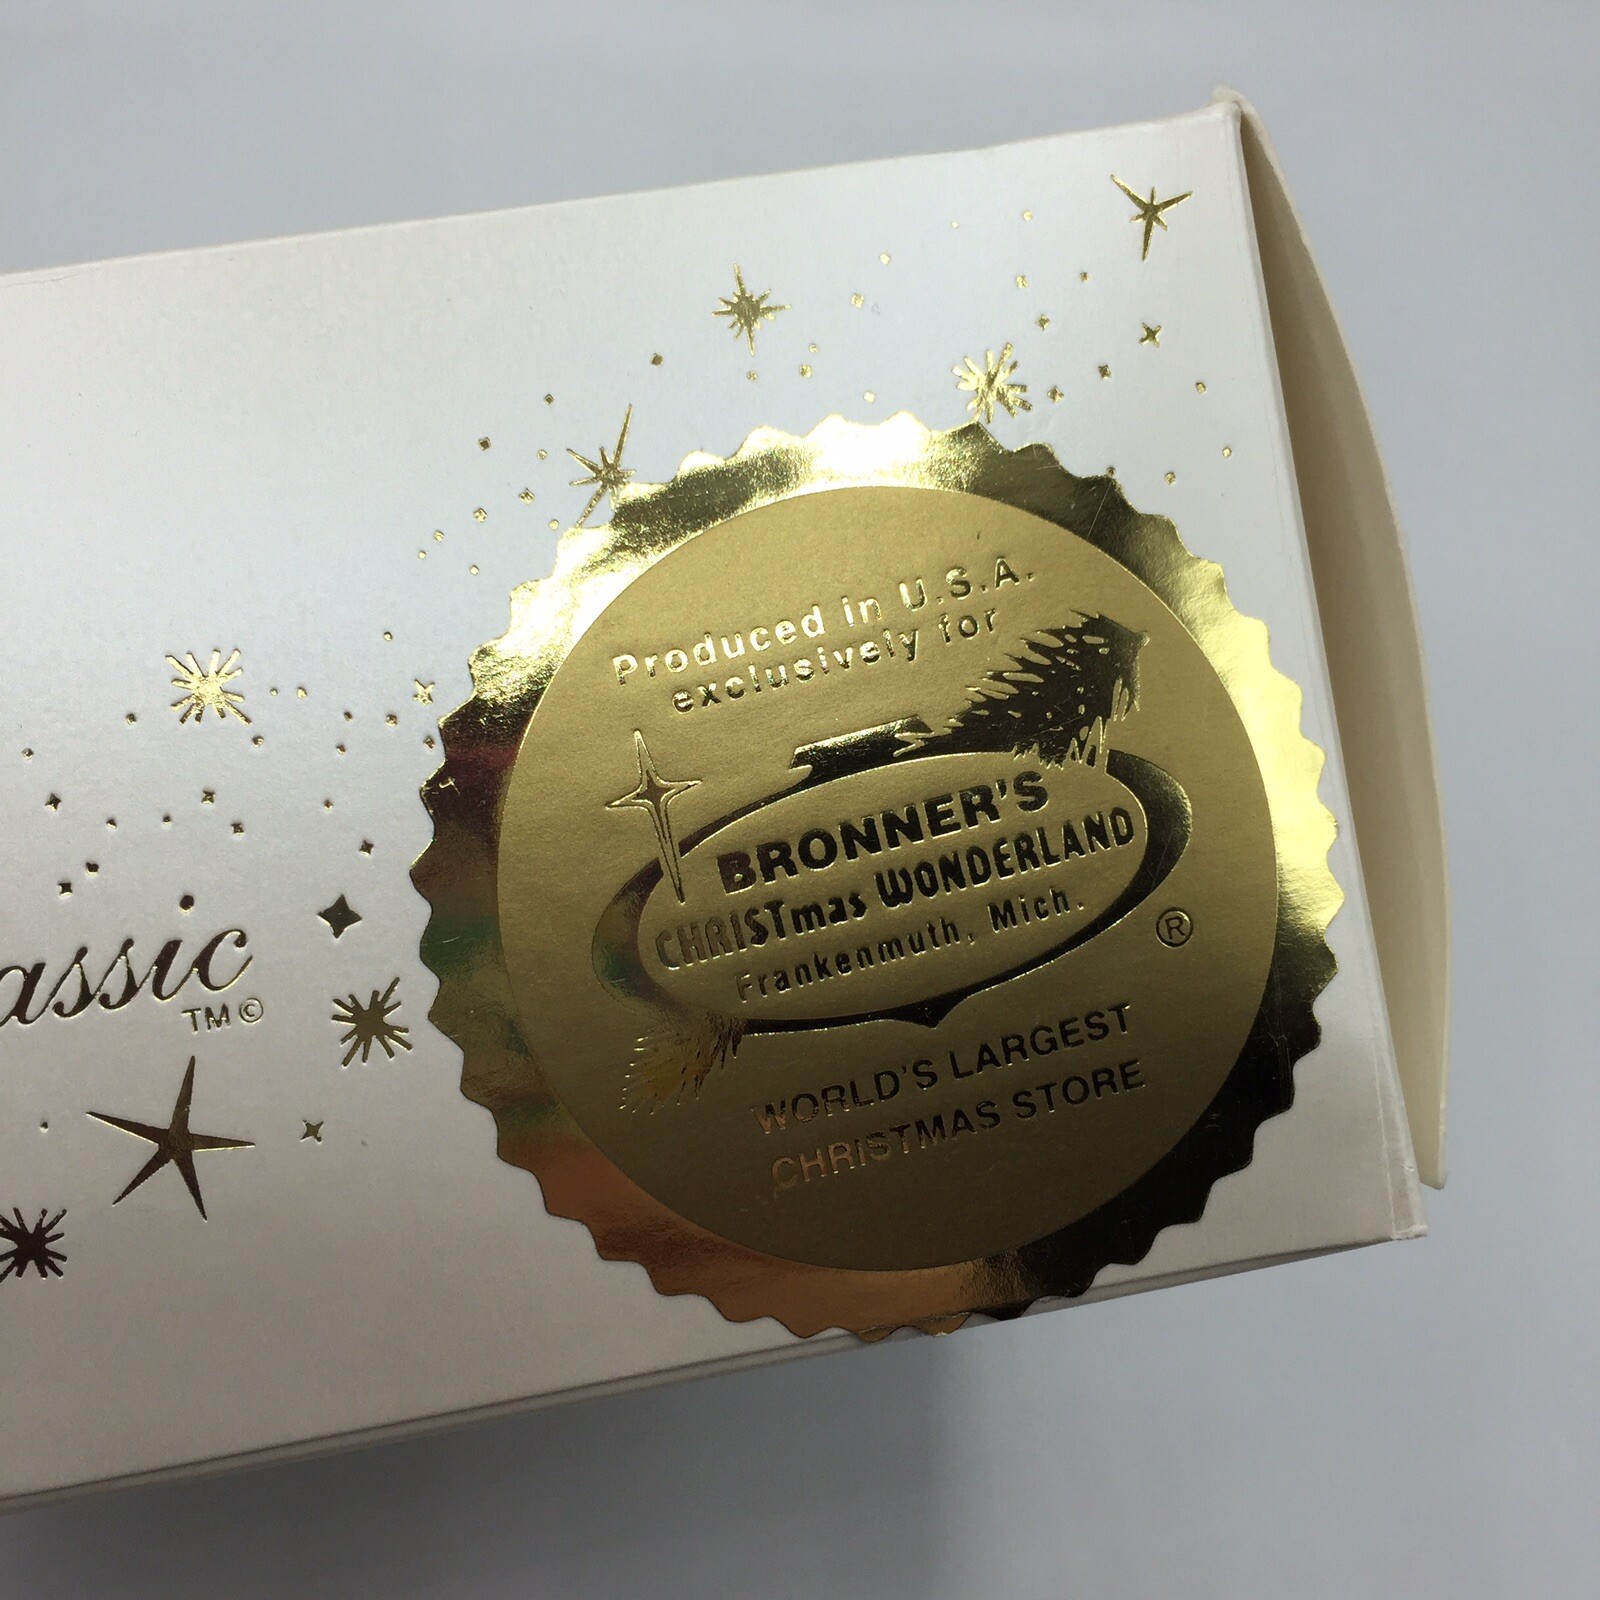 Produced in U.S.A.
exclusively for
BRONNER'S
CHRISTmas WONDERLAND
Frankenmuth, Mich.
®
WORLD'S LARGEST
CHRISTMAS STORE
assic
TM©